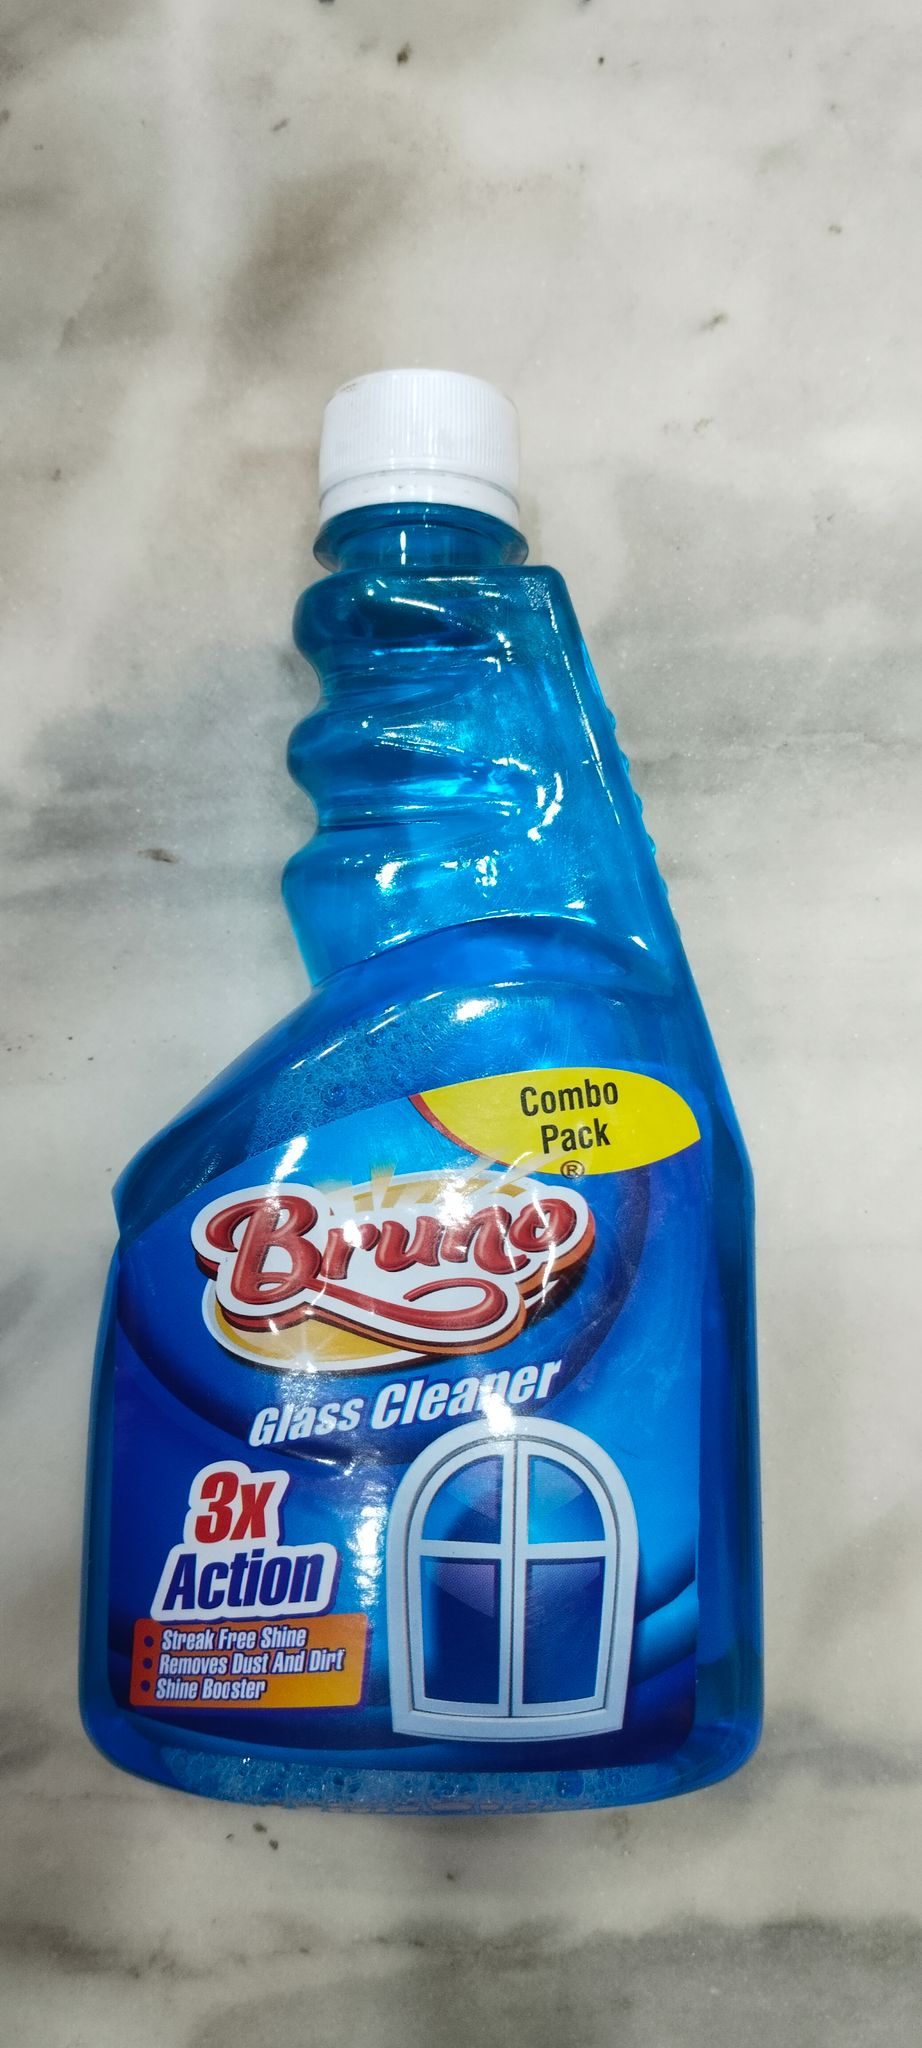 Combo
Pack
®
Bruno
Glass Cleaner
3x
Action
• Streak Free Shine
• Removes Dust And Dirt
• Shine Booster